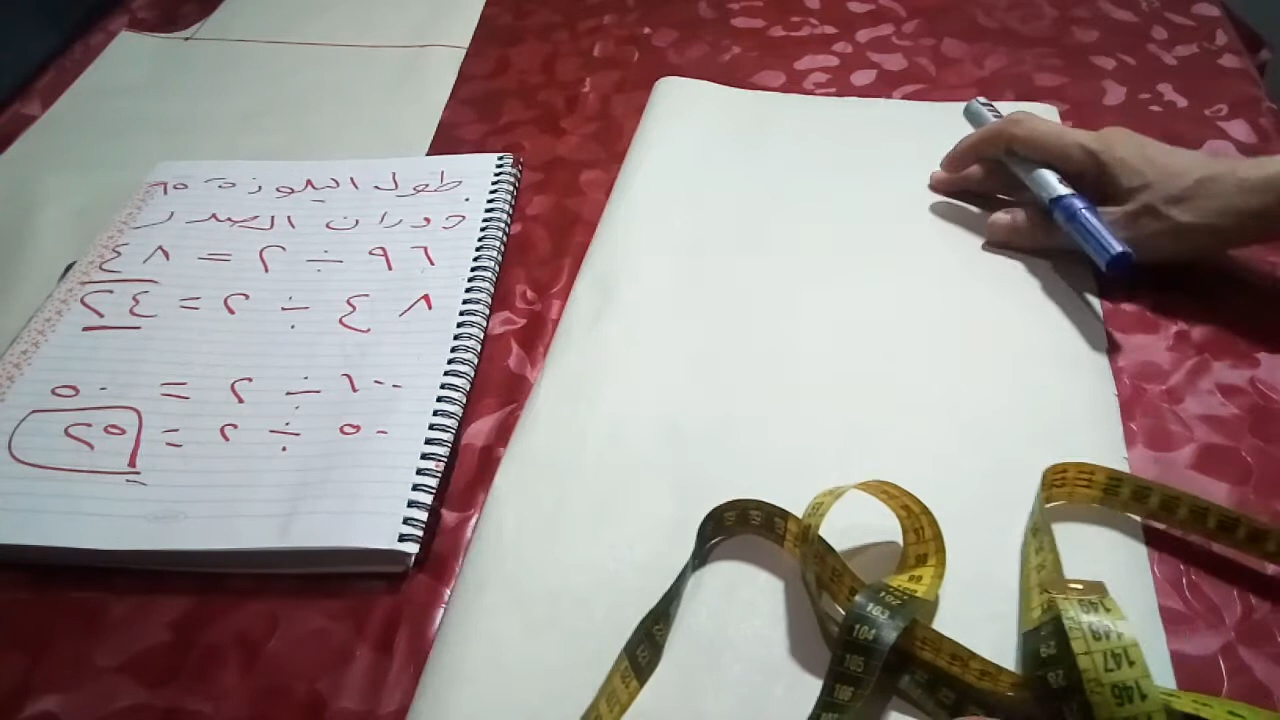 طول البلوزة ٦٥
دوران الصدر
٩٦ ÷ ٢ = ٤٨
٤٨ ÷ ٢ = ٢٤
١٠٠ ÷ ٢ = ٥٠
٥٠ ÷ ٢ = ٢٥
103
104
105
106
149
148
147
146